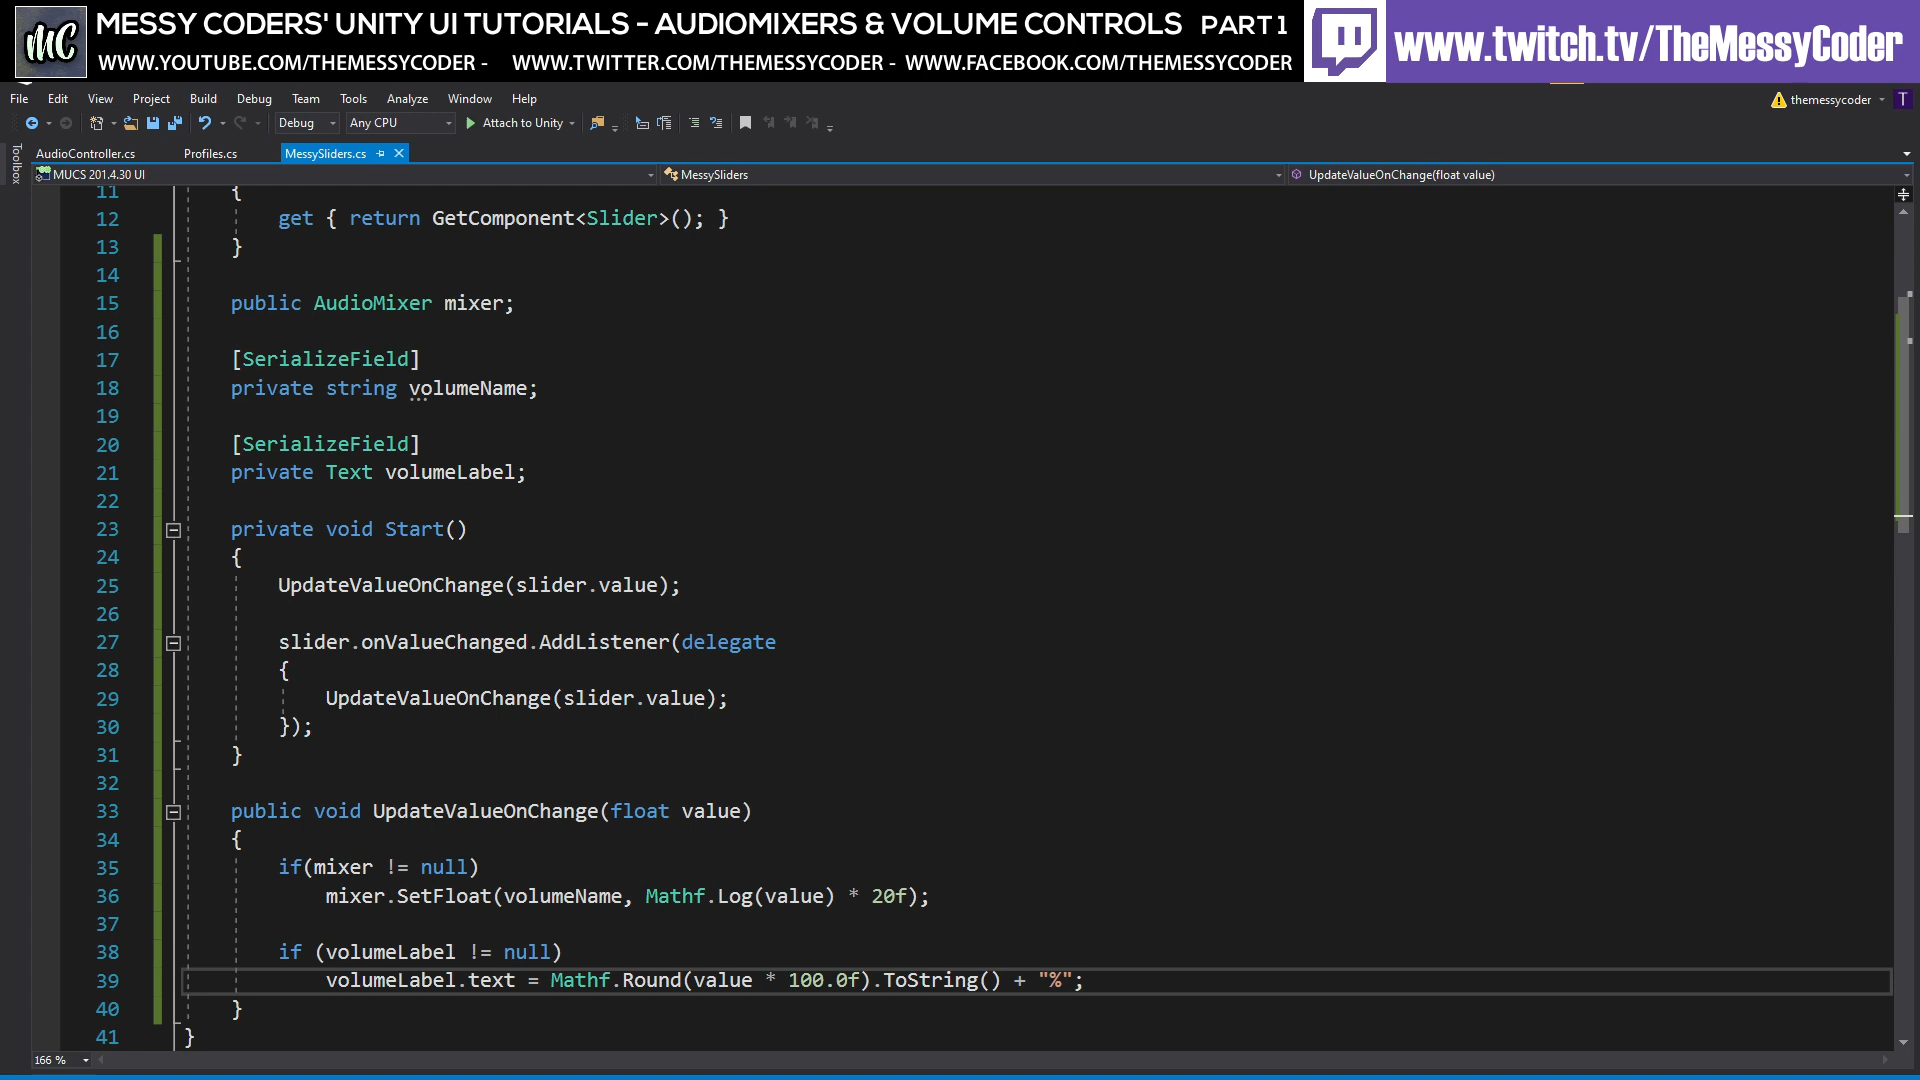 MC MESSY CODERS' UNITY UI TUTORIALS - AUDIOMIXERS & VOLUME CONTROLS PART 1
WWW.YOUTUBE.COM/THEMESSYCODER - WWW.TWITTER.COM/THEMESSYCODER - WWW.FACEBOOK.COM/THEMESSYCODER
www.twitch.tv/TheMessyCoder
File Edit View Project Build Debug Team Tools Analyze Window Help
themessycoder T
Debug Any CPU Attach to Unity
Toolbox
AudioController.cs Profiles.cs MessySliders.cs
MUCS 201.4.30 UI MessySliders UpdateValueOnChange(float value)
11 {
12 get { return GetComponent<Slider>(); }
13 }
14
15 public AudioMixer mixer;
16
17 [SerializeField]
18 private string volumeName;
19
20 [SerializeField]
21 private Text volumeLabel;
22
23 private void Start()
24 {
25 UpdateValueOnChange(slider.value);
26
27 slider.onValueChanged.AddListener(delegate
28 {
29 UpdateValueOnChange(slider.value);
30 });
31 }
32
33 public void UpdateValueOnChange(float value)
34 {
35 if(mixer != null)
36 mixer.SetFloat(volumeName, Mathf.Log(value) * 20f);
37
38 if (volumeLabel != null)
39 volumeLabel.text = Mathf.Round(value * 100.0f).ToString() + "%";
40 }
41 }
166 %